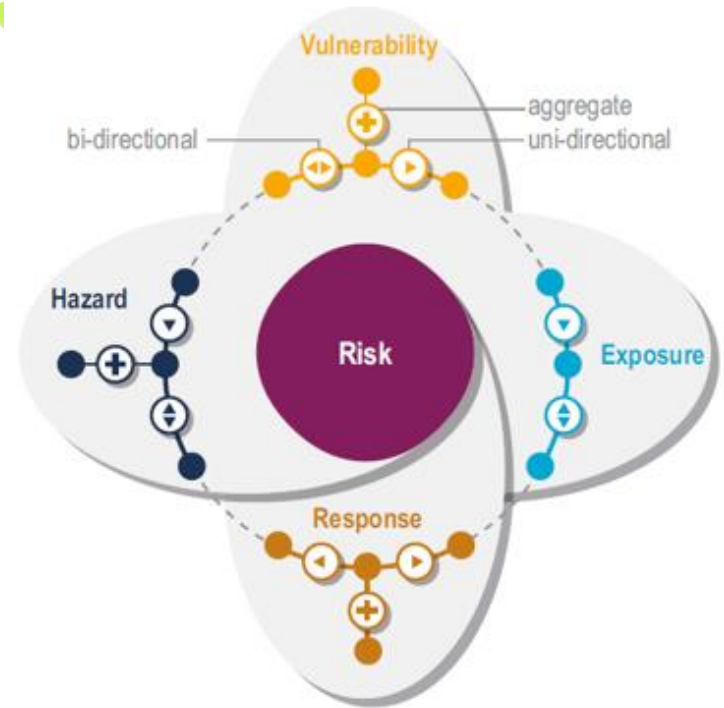 Vulnerability
aggregate
bi-directional
uni-directional
Hazard
Risk
Exposure
Response